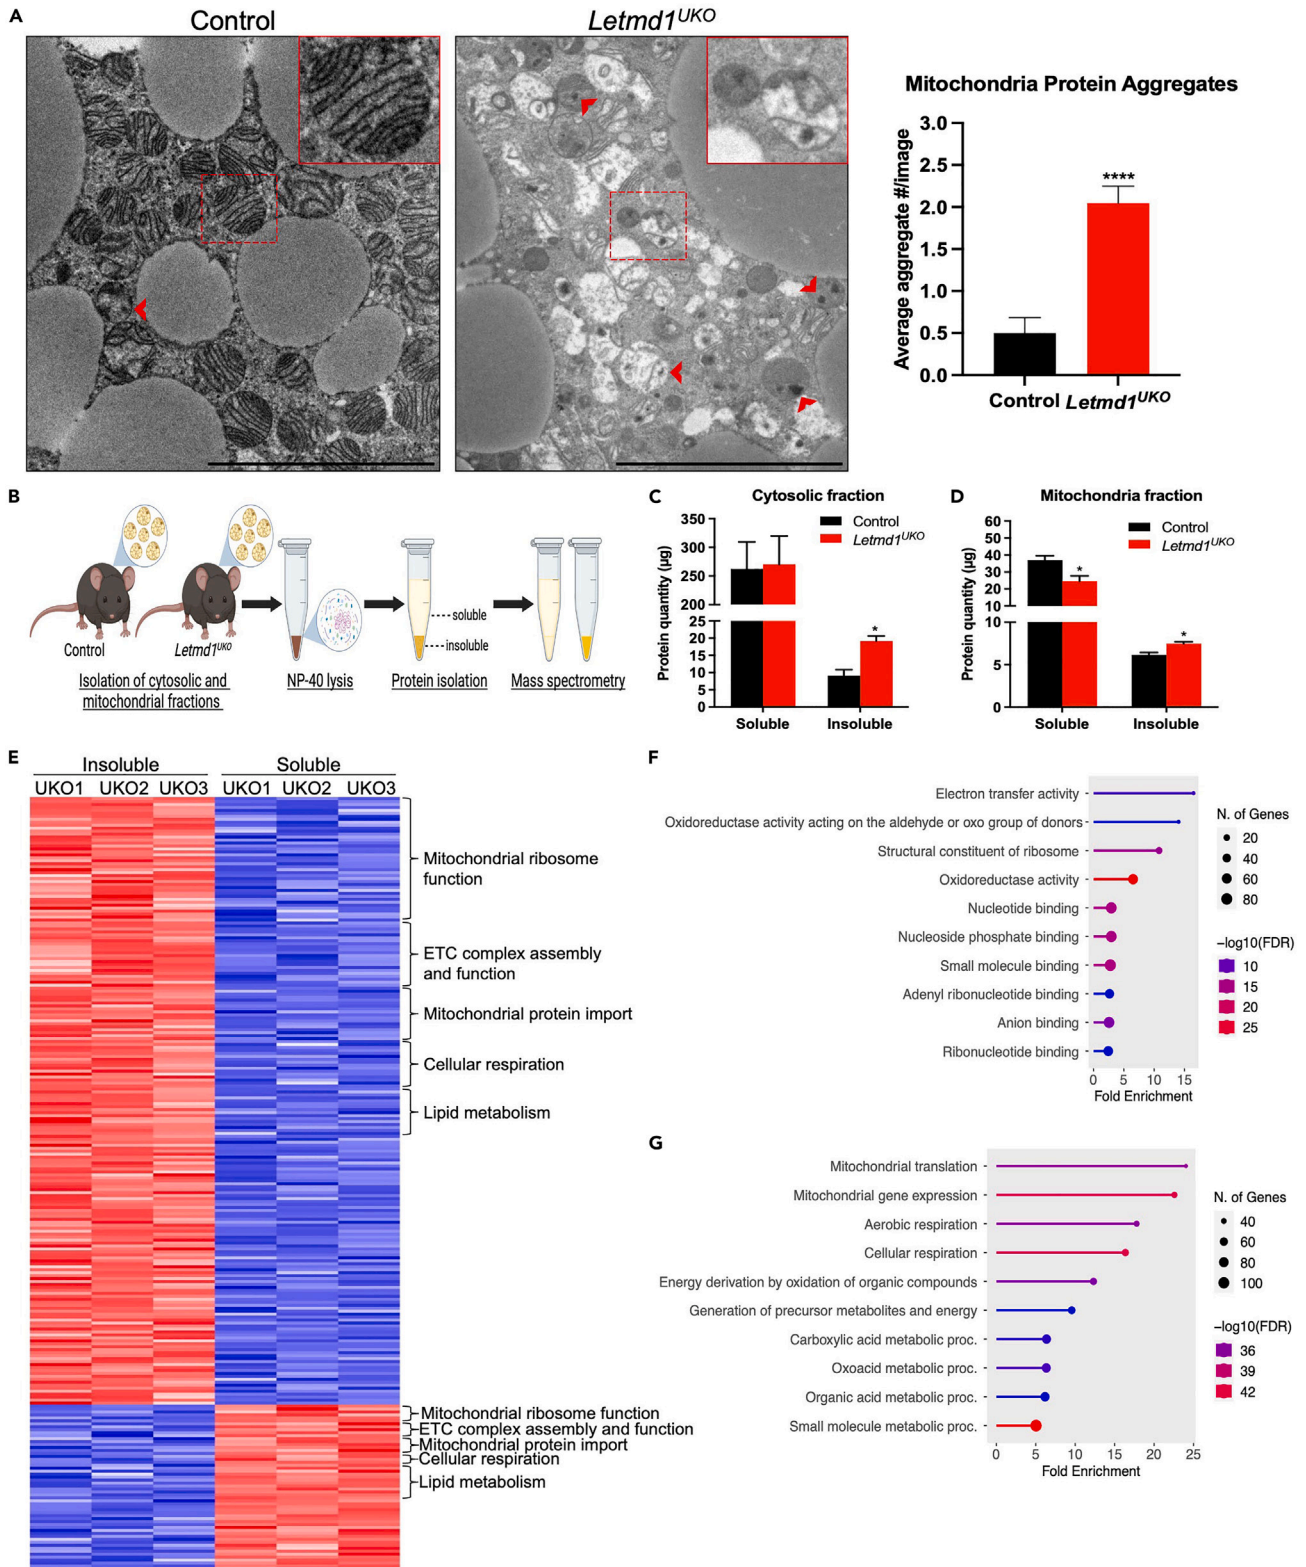 A
Control
Letmd1UKO
Mitochondria Protein Aggregates
Average aggregate #/image
3.0
2.5
2.0
1.5
1.0
0.5
0.0
****
Control Letmd1UKO
B
Control
Letmd1UKO
soluble
insoluble
Isolation of cytosolic and
mitochondrial fractions
NP-40 lysis
Protein isolation
Mass spectrometry
C
Cytosolic fraction
Control
Letmd1UKO
Protein quantity (µg)
350
300
250
200
25
20
15
10
5
0
*
Soluble
Insoluble
D
Mitochondria fraction
Control
Letmd1UKO
Protein quantity (µg)
60
50
40
30
20
10
10
5
0
*
*
Soluble
Insoluble
E
Insoluble
Soluble
UKO1 UKO2 UKO3 UKO1 UKO2 UKO3
Mitochondrial ribosome
function
ETC complex assembly
and function
Mitochondrial protein import
Cellular respiration
Lipid metabolism
Mitochondrial ribosome function
ETC complex assembly and function
Mitochondrial protein import
Cellular respiration
Lipid metabolism
F
Electron transfer activity
Oxidoreductase activity acting on the aldehyde or oxo group of donors
Structural constituent of ribosome
Oxidoreductase activity
Nucleotide binding
Nucleoside phosphate binding
Small molecule binding
Adenyl ribonucleotide binding
Anion binding
Ribonucleotide binding
0 5 10 15
Fold Enrichment
N. of Genes
20
40
60
80
−log10(FDR)
10
15
20
25
G
Mitochondrial translation
Mitochondrial gene expression
Aerobic respiration
Cellular respiration
Energy derivation by oxidation of organic compounds
Generation of precursor metabolites and energy
Carboxylic acid metabolic proc.
Oxoacid metabolic proc.
Organic acid metabolic proc.
Small molecule metabolic proc.
0 5 10 15 20 25
Fold Enrichment
N. of Genes
40
60
80
100
−log10(FDR)
36
39
42